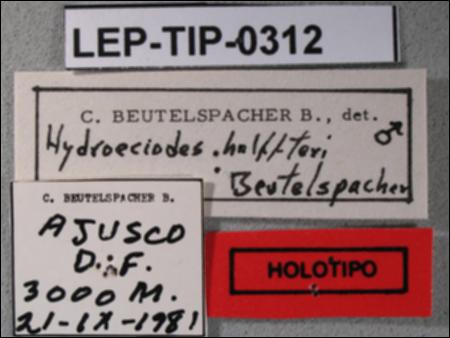 LEP-TIP-0312
C. BEUTELSPACHER B., det.
Hydroeciodes halffteri ♂
Beutelspacher
C. BEUTELSPACHER B.
AJUSCO
D.F.
3000 M.
21-IX-1981
HOLOTIPO